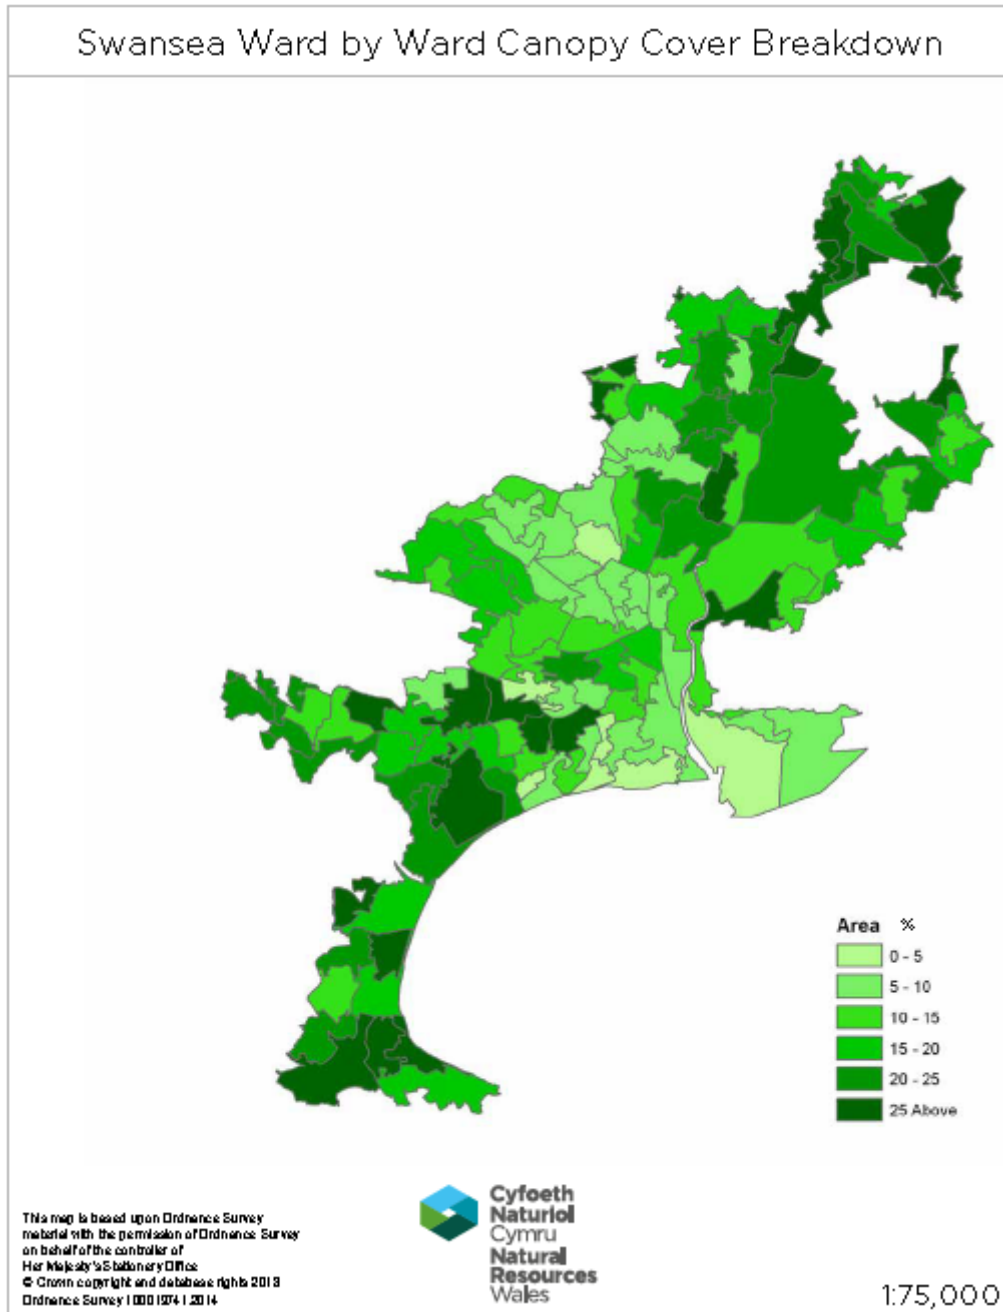 Swansea Ward by Ward Canopy Cover Breakdown
Area %
0 - 5
5 - 10
10 - 15
15 - 20
20 - 25
25 Above
This map is based upon Ordnance Survey
material with the permission of Ordnance Survey
on behalf of the controller of
Her Majesty's Stationery Office
© Crown copyright and database rights 2013
Ordnance Survey 100019741.2014
Cyfoeth
Naturiol
Cymru
Natural
Resources
Wales
1:75,000